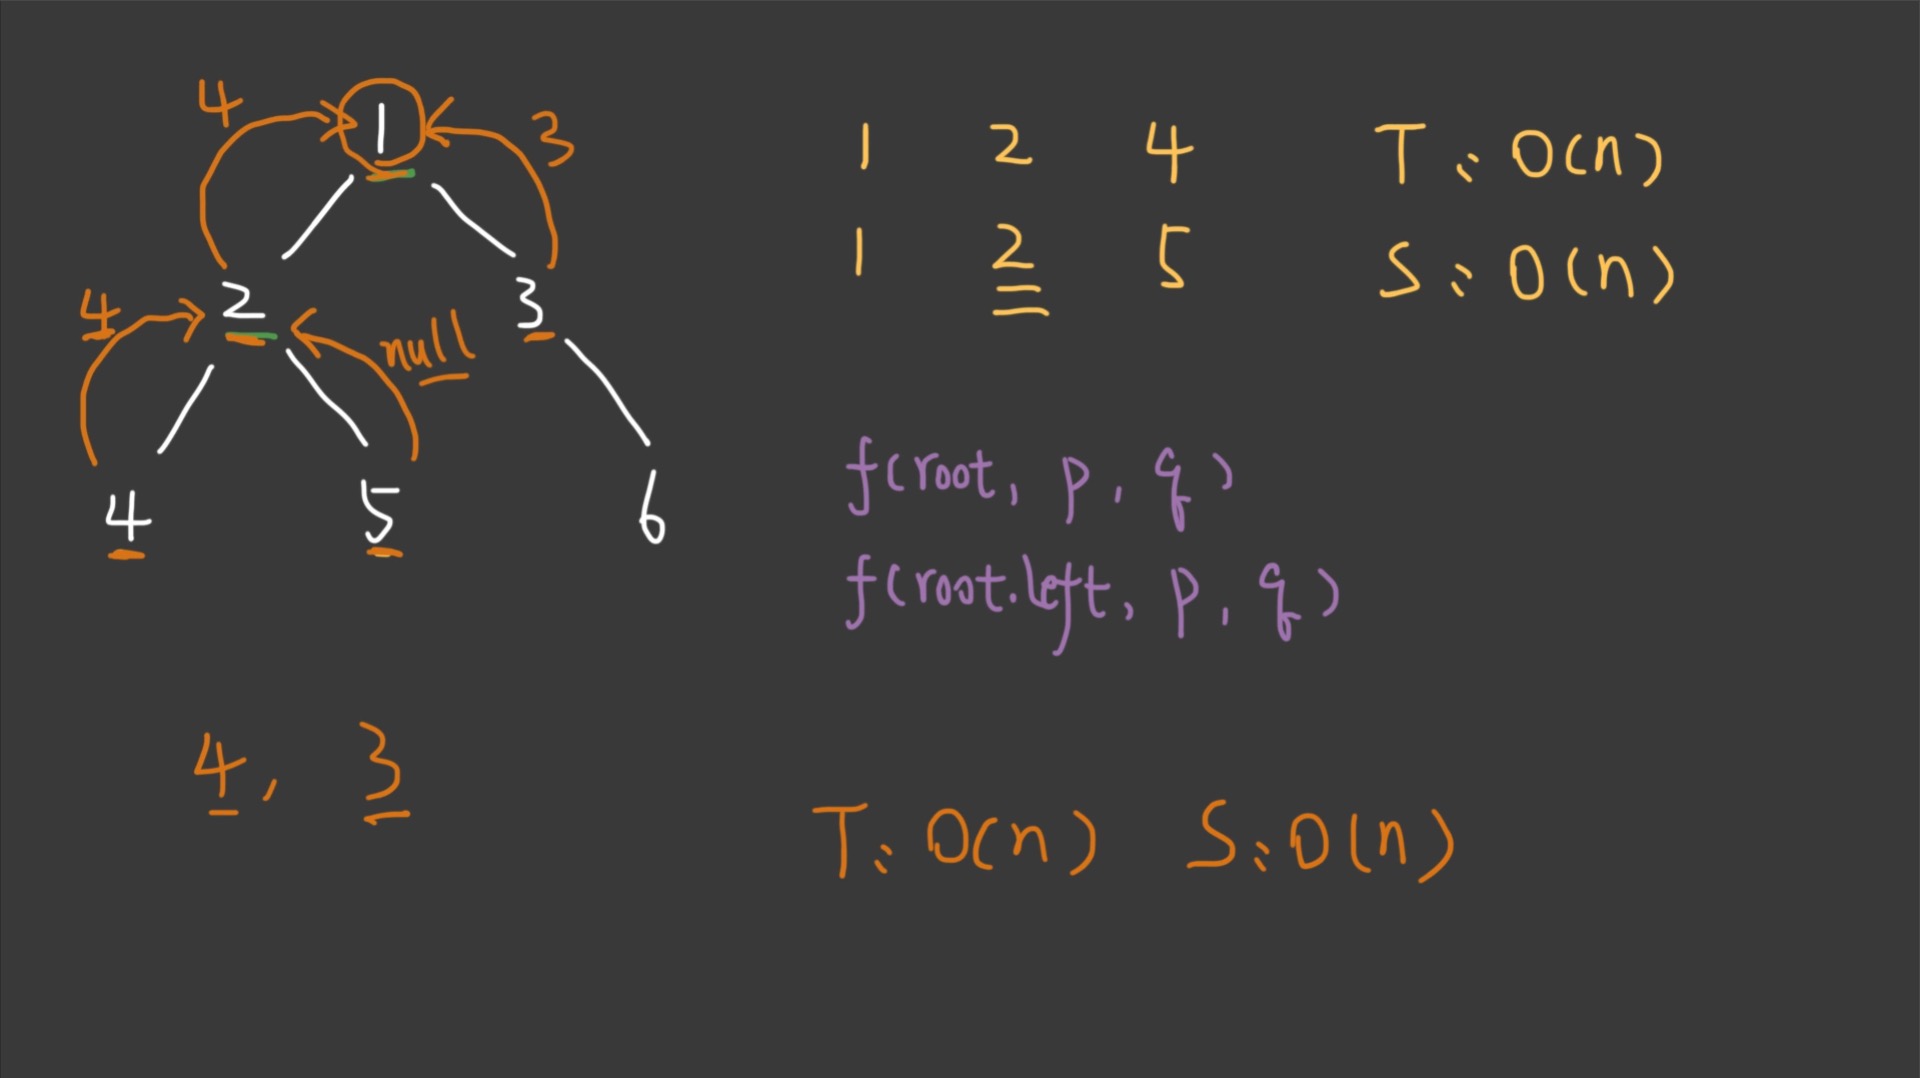 4 1 3
4 2 null 3
4 5 6
4, 3
1 2 4 T: O(n)
1 2 5 S: O(n)
f(root, p, q)
f(root.left, p, q)
T: O(n) S: O(n)